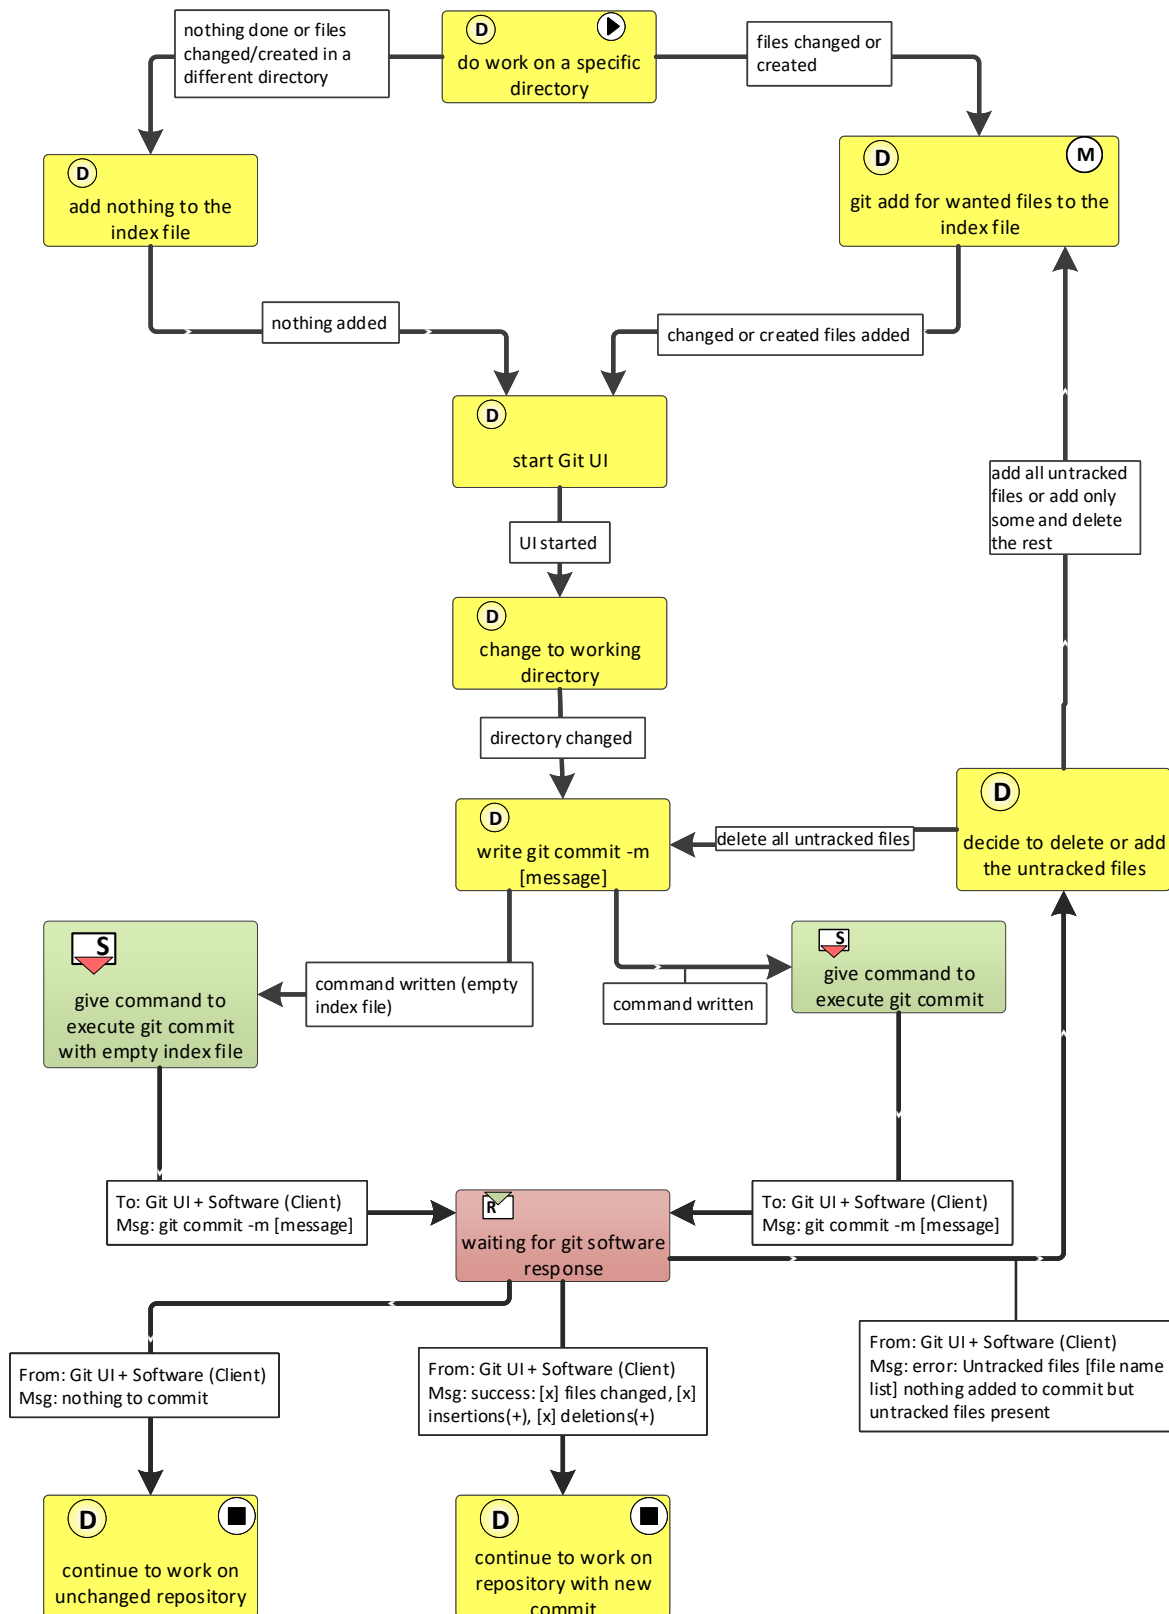 nothing done or files
changed/created in a
different directory
D
do work on a specific
directory
files changed or
created
D
add nothing to the
index file
D
M
git add for wanted files to the
index file
nothing added
changed or created files added
D
start Git UI
add all untracked
files or add only
some and delete
the rest
UI started
D
change to working
directory
directory changed
D
write git commit -m
[message]
delete all untracked files
D
decide to delete or add
the untracked files
S
give command to
execute git commit
with empty index file
command written (empty
index file)
command written
S
give command to
execute git commit
To: Git UI + Software (Client)
Msg: git commit -m [message]
R
waiting for git software
response
To: Git UI + Software (Client)
Msg: git commit -m [message]
From: Git UI + Software (Client)
Msg: nothing to commit
From: Git UI + Software (Client)
Msg: success: [x] files changed, [x]
insertions(+), [x] deletions(+)
From: Git UI + Software (Client)
Msg: error: Untracked files [file name
list] nothing added to commit but
untracked files present
D
continue to work on
unchanged repository
D
continue to work on
repository with new
commit